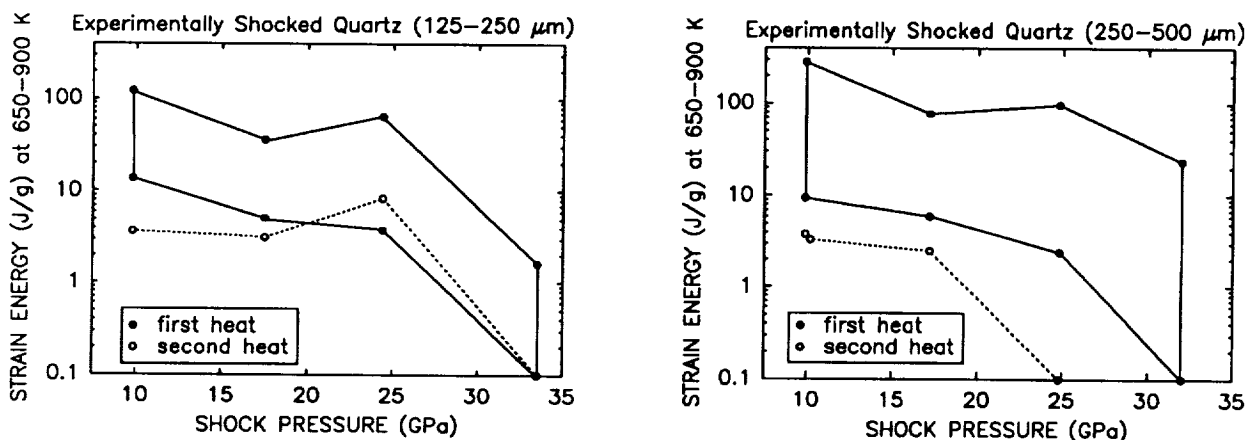 Experimentally Shocked Quartz (125–250 μm)
STRAIN ENERGY (J/g) at 650–900 K
100
10
1
0.1
first heat
second heat
10 15 20 25 30 35
SHOCK PRESSURE (GPa)
Experimentally Shocked Quartz (250–500 μm)
STRAIN ENERGY (J/g) at 650–900 K
100
10
1
0.1
first heat
second heat
10 15 20 25 30 35
SHOCK PRESSURE (GPa)